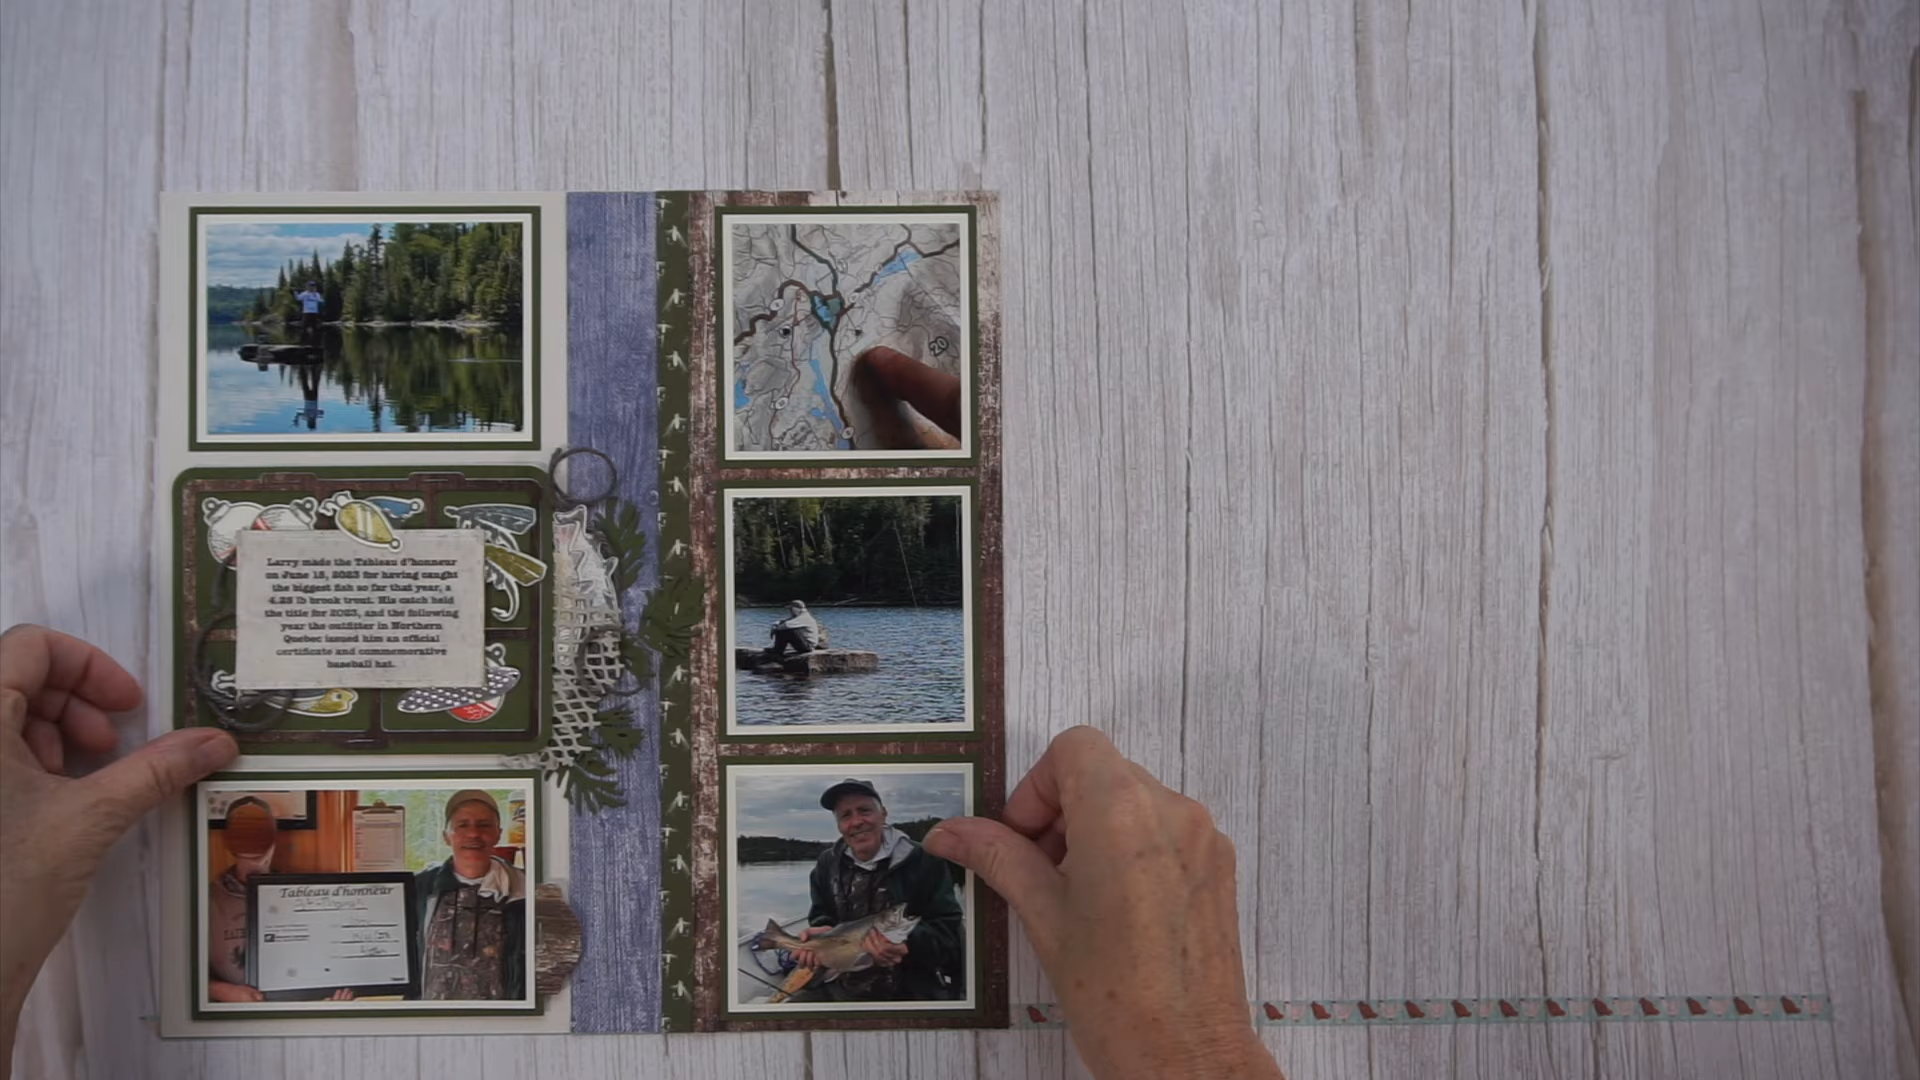 20
Larry made the Tableau d'honneur
on June 15, 2023 for having caught
the biggest fish so far that year, a
4.28 lb brook trout. His catch held
the title for 2023, and the following
year the outfitter in Northern
Quebec issued him an official
certificate and commemorative
baseball hat.
Tableau d'honneur